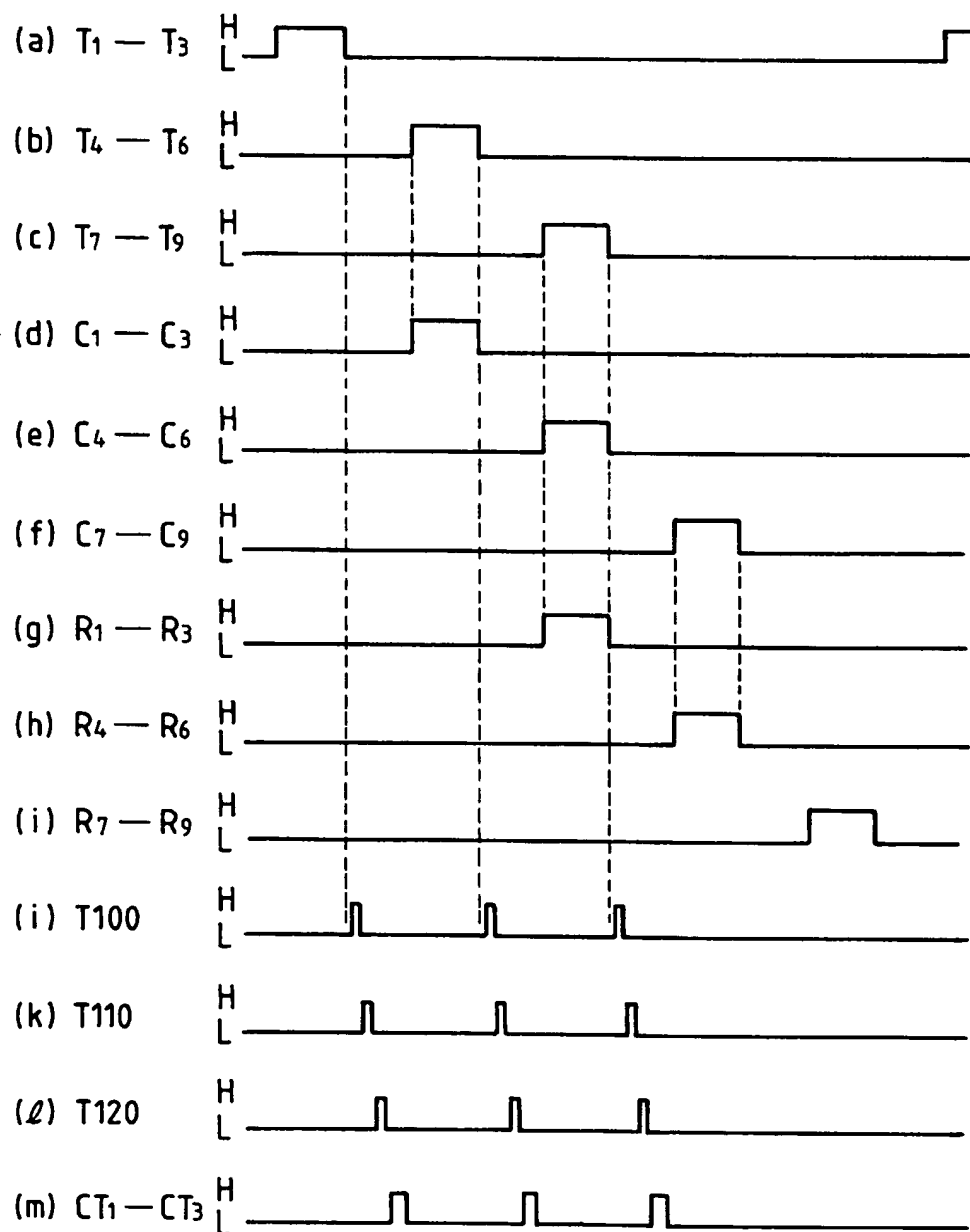 (a) T1 — T3 H L
(b) T4 — T6 H L
(c) T7 — T9 H L
(d) C1 — C3 H L
(e) C4 — C6 H L
(f) C7 — C9 H L
(g) R1 — R3 H L
(h) R4 — R6 H L
(i) R7 — R9 H L
(i) T100 H L
(k) T110 H L
(ℓ) T120 H L
(m) CT1 — CT3 H L